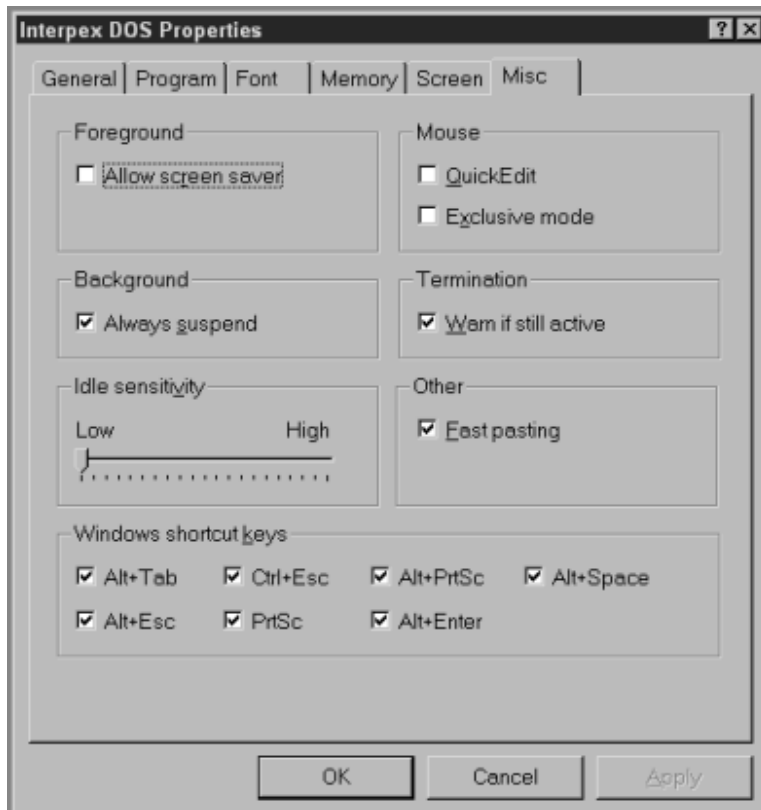 Interpex DOS Properties
General Program Font Memory Screen Misc
Foreground
Allow screen saver
Mouse
QuickEdit
Exclusive mode
Background
Always suspend
Termination
Warn if still active
Idle sensitivity
Low High
Other
Fast pasting
Windows shortcut keys
Alt+Tab Ctrl+Esc Alt+PrtSc Alt+Space
Alt+Esc PrtSc Alt+Enter
OK Cancel Apply